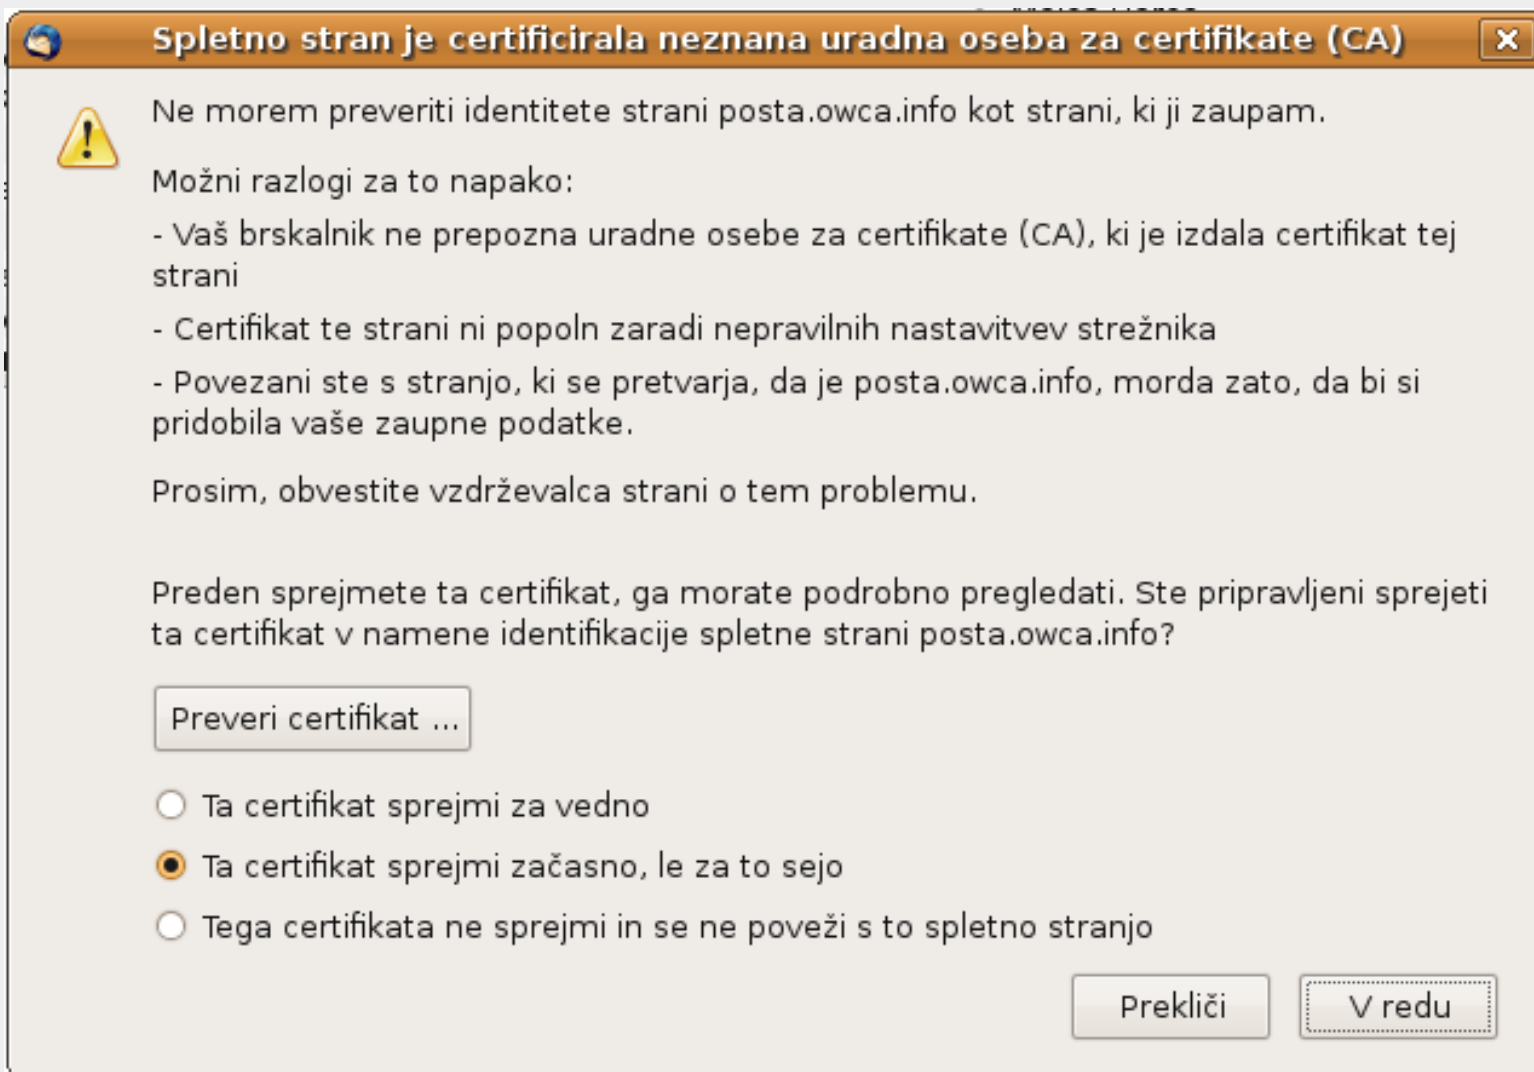 Spletno stran je certificirala neznana uradna oseba za certifikate (CA)
Ne morem preveriti identitete strani posta.owca.info kot strani, ki ji zaupam.
Možni razlogi za to napako:
- Vaš brskalnik ne prepozna uradne osebe za certifikate (CA), ki je izdala certifikat tej
strani
- Certifikat te strani ni popoln zaradi nepravilnih nastavitvev strežnika
- Povezani ste s stranjo, ki se pretvarja, da je posta.owca.info, morda zato, da bi si
pridobila vaše zaupne podatke.
Prosim, obvestite vzdrževalca strani o tem problemu.
Preden sprejmete ta certifikat, ga morate podrobno pregledati. Ste pripravljeni sprejeti
ta certifikat v namene identifikacije spletne strani posta.owca.info?
Preveri certifikat ...
Ta certifikat sprejmi za vedno
Ta certifikat sprejmi začasno, le za to sejo
Tega certifikata ne sprejmi in se ne poveži s to spletno stranjo
Prekliči
V redu